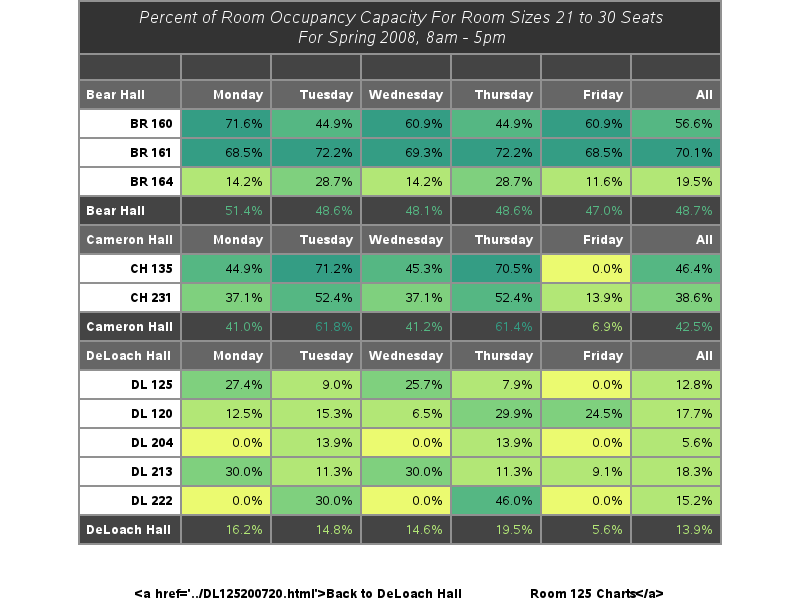 Percent of Room Occupancy Capacity For Room Sizes 21 to 30 Seats
For Spring 2008, 8am - 5pm
Bear Hall Monday Tuesday Wednesday Thursday Friday All
BR 160 71.6% 44.9% 60.9% 44.9% 60.9% 56.6%
BR 161 68.5% 72.2% 69.3% 72.2% 68.5% 70.1%
BR 164 14.2% 28.7% 14.2% 28.7% 11.6% 19.5%
Bear Hall 51.4% 48.6% 48.1% 48.6% 47.0% 48.7%
Cameron Hall Monday Tuesday Wednesday Thursday Friday All
CH 135 44.9% 71.2% 45.3% 70.5% 0.0% 46.4%
CH 231 37.1% 52.4% 37.1% 52.4% 13.9% 38.6%
Cameron Hall 41.0% 61.8% 41.2% 61.4% 6.9% 42.5%
DeLoach Hall Monday Tuesday Wednesday Thursday Friday All
DL 125 27.4% 9.0% 25.7% 7.9% 0.0% 12.8%
DL 120 12.5% 15.3% 6.5% 29.9% 24.5% 17.7%
DL 204 0.0% 13.9% 0.0% 13.9% 0.0% 5.6%
DL 213 30.0% 11.3% 30.0% 11.3% 9.1% 18.3%
DL 222 0.0% 30.0% 0.0% 46.0% 0.0% 15.2%
DeLoach Hall 16.2% 14.8% 14.6% 19.5% 5.6% 13.9%
<a href='../DL125200720.html'>Back to DeLoach Hall Room 125 Charts</a>